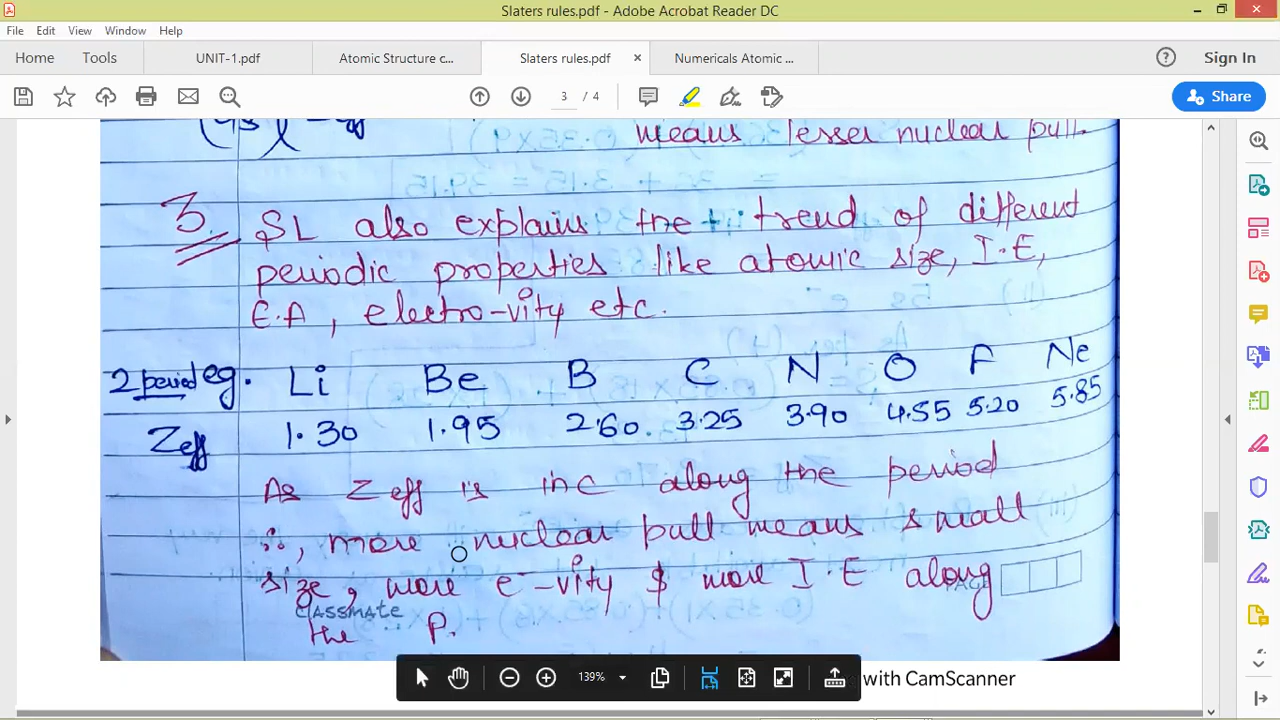 Slaters rules.pdf - Adobe Acrobat Reader DC
File Edit View Window Help
Home Tools UNIT-1.pdf Atomic Structure c... Slaters rules.pdf × Numericals Atomic ... ? Sign In
3 / 4 Share
means lesser nuclear pull.
3. SL also explains the trend of different
periodic properties like atomic size, I.E,
E.A, electro-vity etc.
2 period eg. Li Be B C N O F Ne
Zeff 1.30 1.95 2.60 3.25 3.90 4.55 5.20 5.85
As Zeff is inc along the period
∴, more nuclear pull means small
size, more e-vity & more I.E along
CLASSMATE PAGE
the P.
139%
with CamScanner